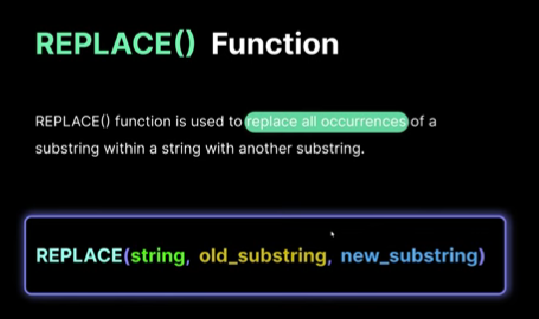 REPLACE() Function
REPLACE() function is used to replace all occurrences of a
substring within a string with another substring.
REPLACE(string, old_substring, new_substring)